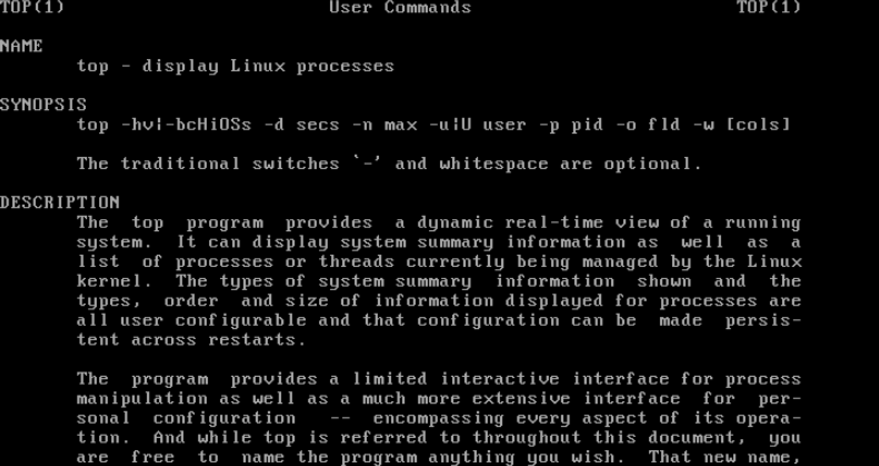 TOP(1) User Commands TOP(1)
NAME
top - display Linux processes
SYNOPSIS
top -hv|-bcHiOSs -d secs -n max -u|U user -p pid -o fld -w [cols]
The traditional switches `-' and whitespace are optional.
DESCRIPTION
The top program provides a dynamic real-time view of a running
system. It can display system summary information as well as a
list of processes or threads currently being managed by the Linux
kernel. The types of system summary information shown and the
types, order and size of information displayed for processes are
all user configurable and that configuration can be made persis-
tent across restarts.
The program provides a limited interactive interface for process
manipulation as well as a much more extensive interface for per-
sonal configuration -- encompassing every aspect of its opera-
tion. And while top is referred to throughout this document, you
are free to name the program anything you wish. That new name,